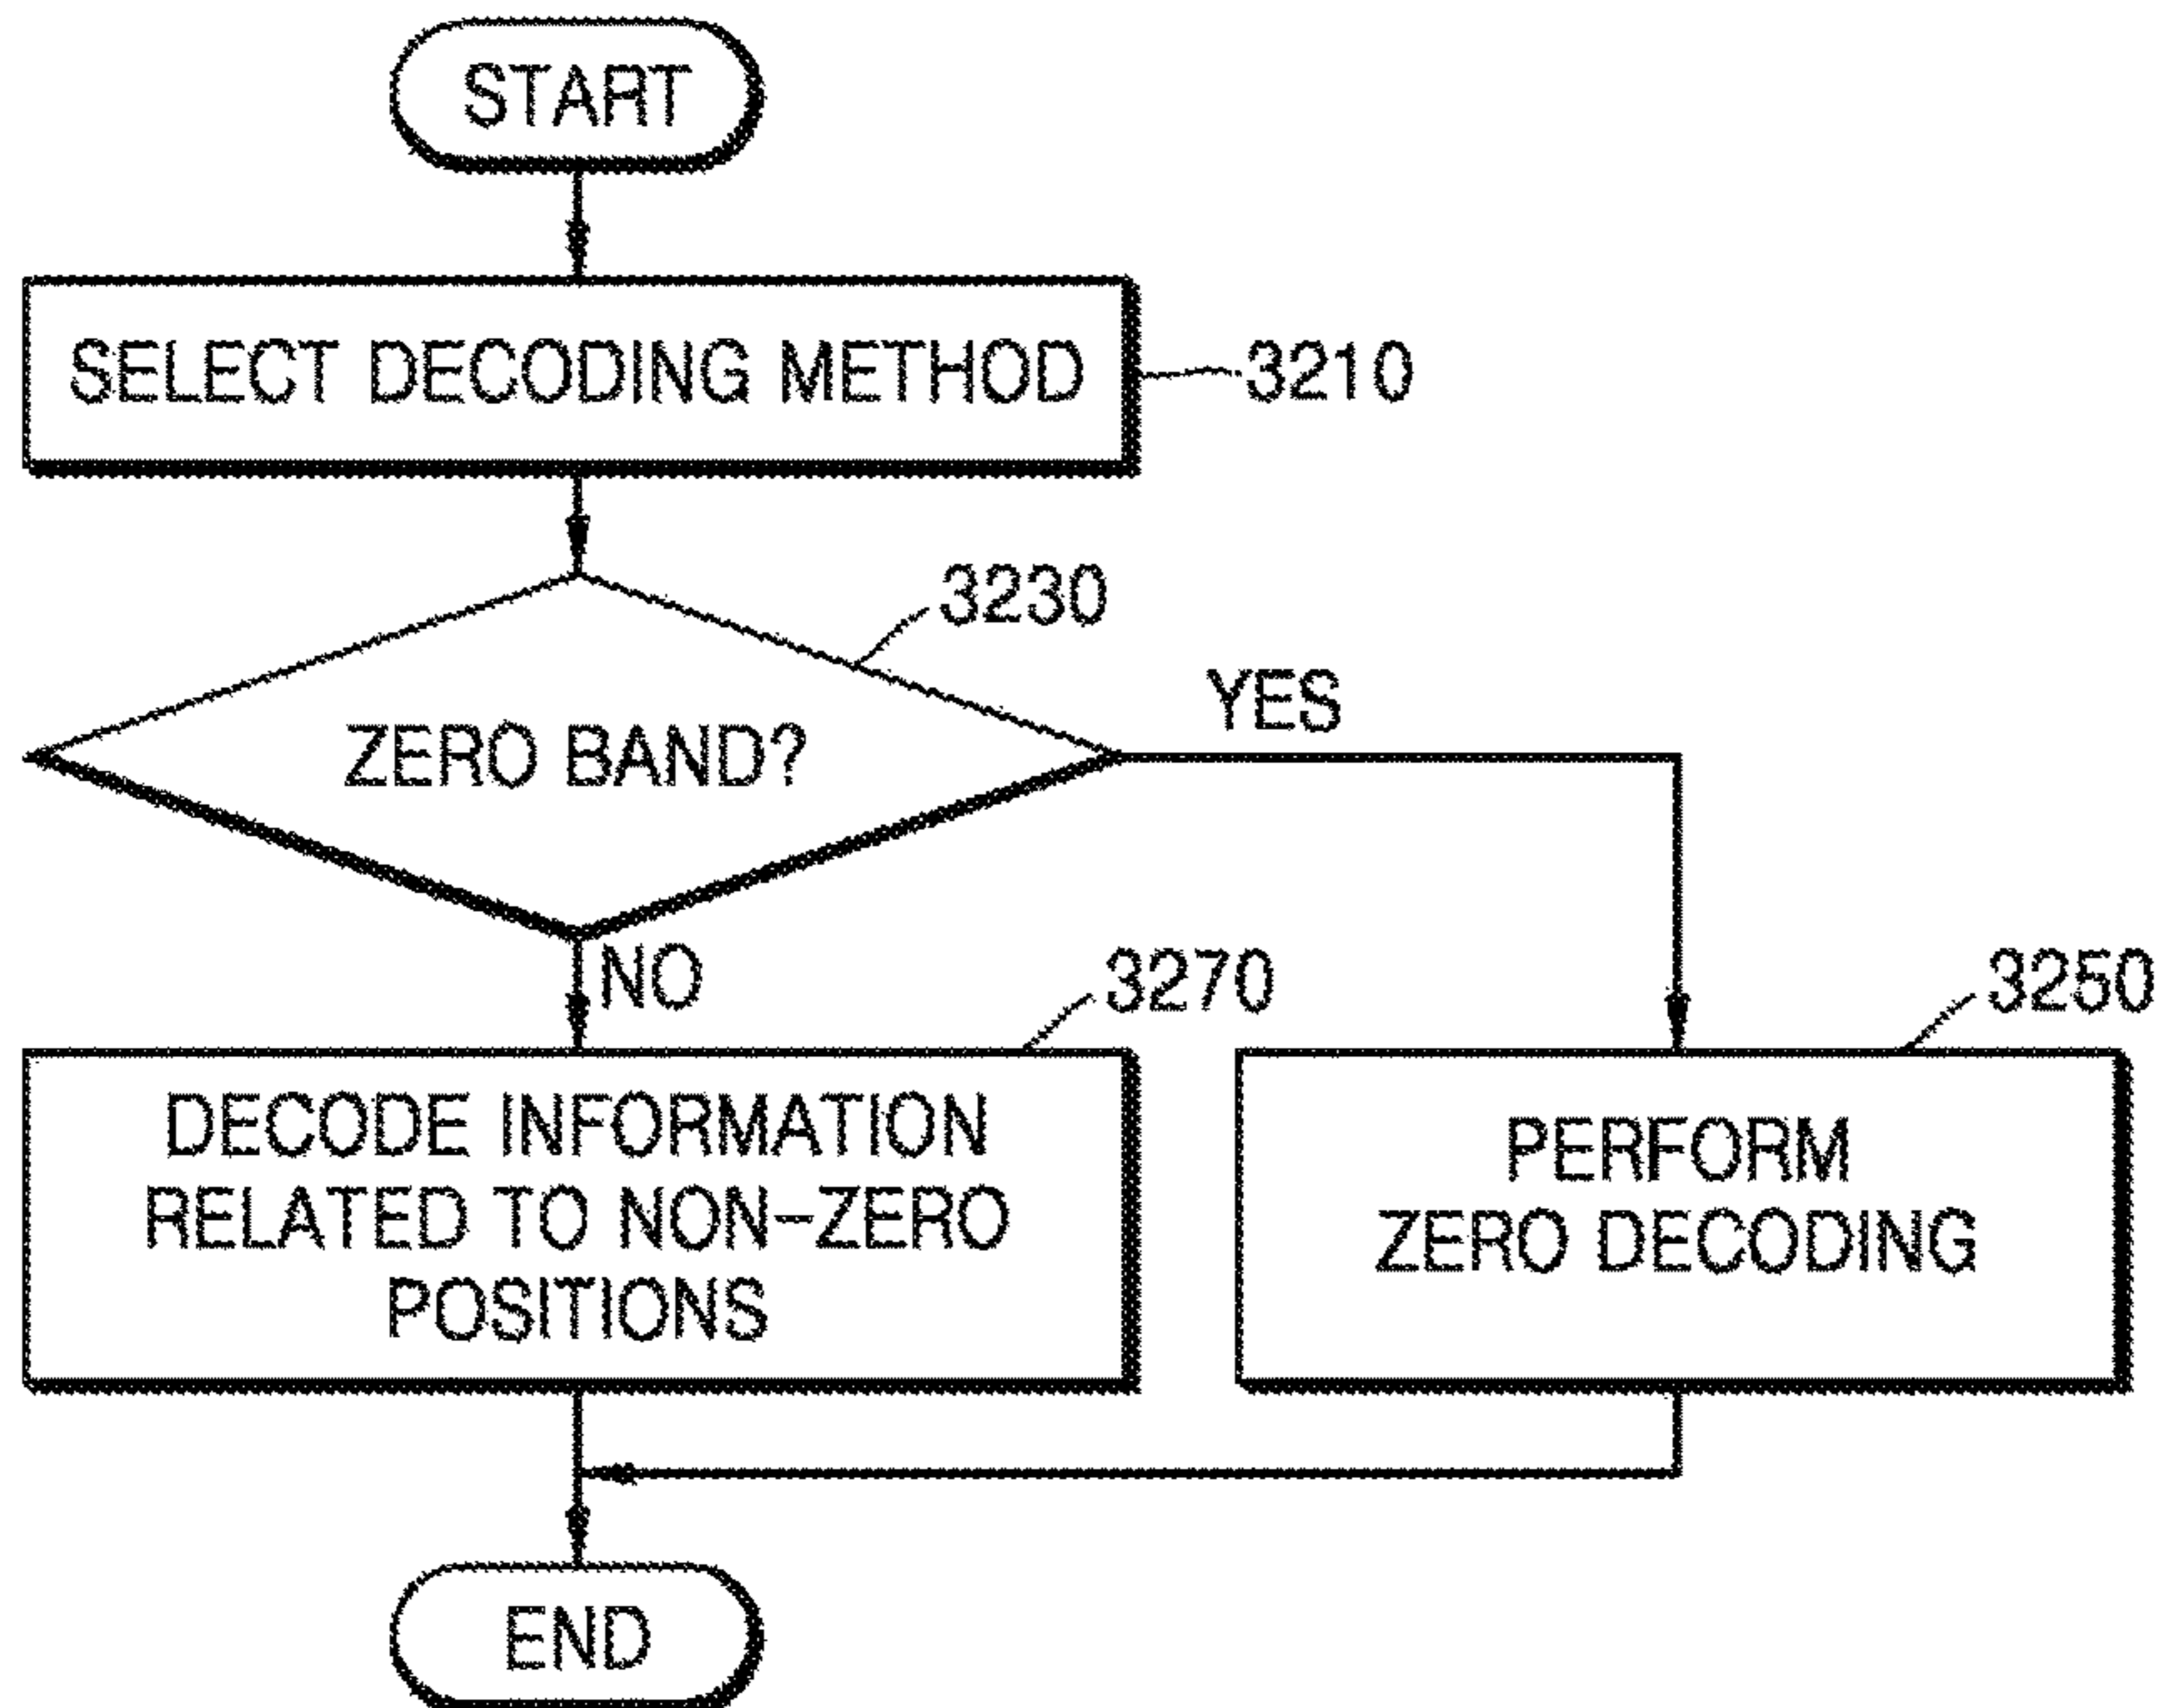 START
SELECT DECODING METHOD
3210
3230
ZERO BAND?
YES
NO
3270
3250
DECODE INFORMATION
RELATED TO NON-ZERO
POSITIONS
PERFORM
ZERO DECODING
END